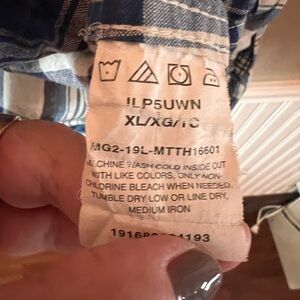 JLP5UWN
XL/XG/TG
MG2-19L-MTTH16601
MACHINE WASH COLD INSIDE OUT
WITH LIKE COLORS, ONLY NON-
CHLORINE BLEACH WHEN NEEDED,
TUMBLE DRY LOW OR LINE DRY,
MEDIUM IRON